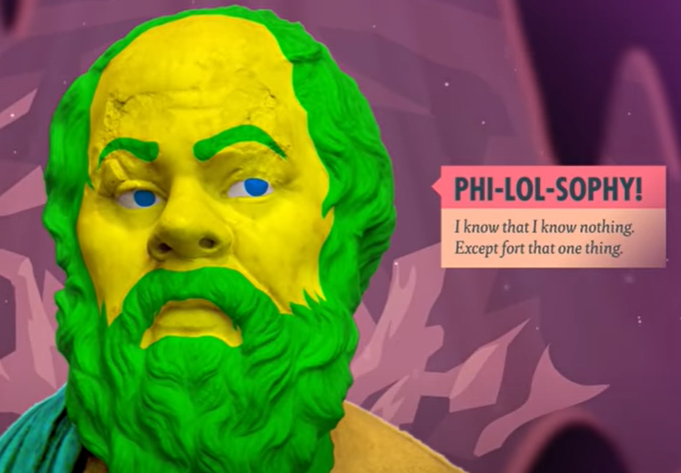 PHI-LOL-SOPHY!
I know that I know nothing.
Except fort that one thing.